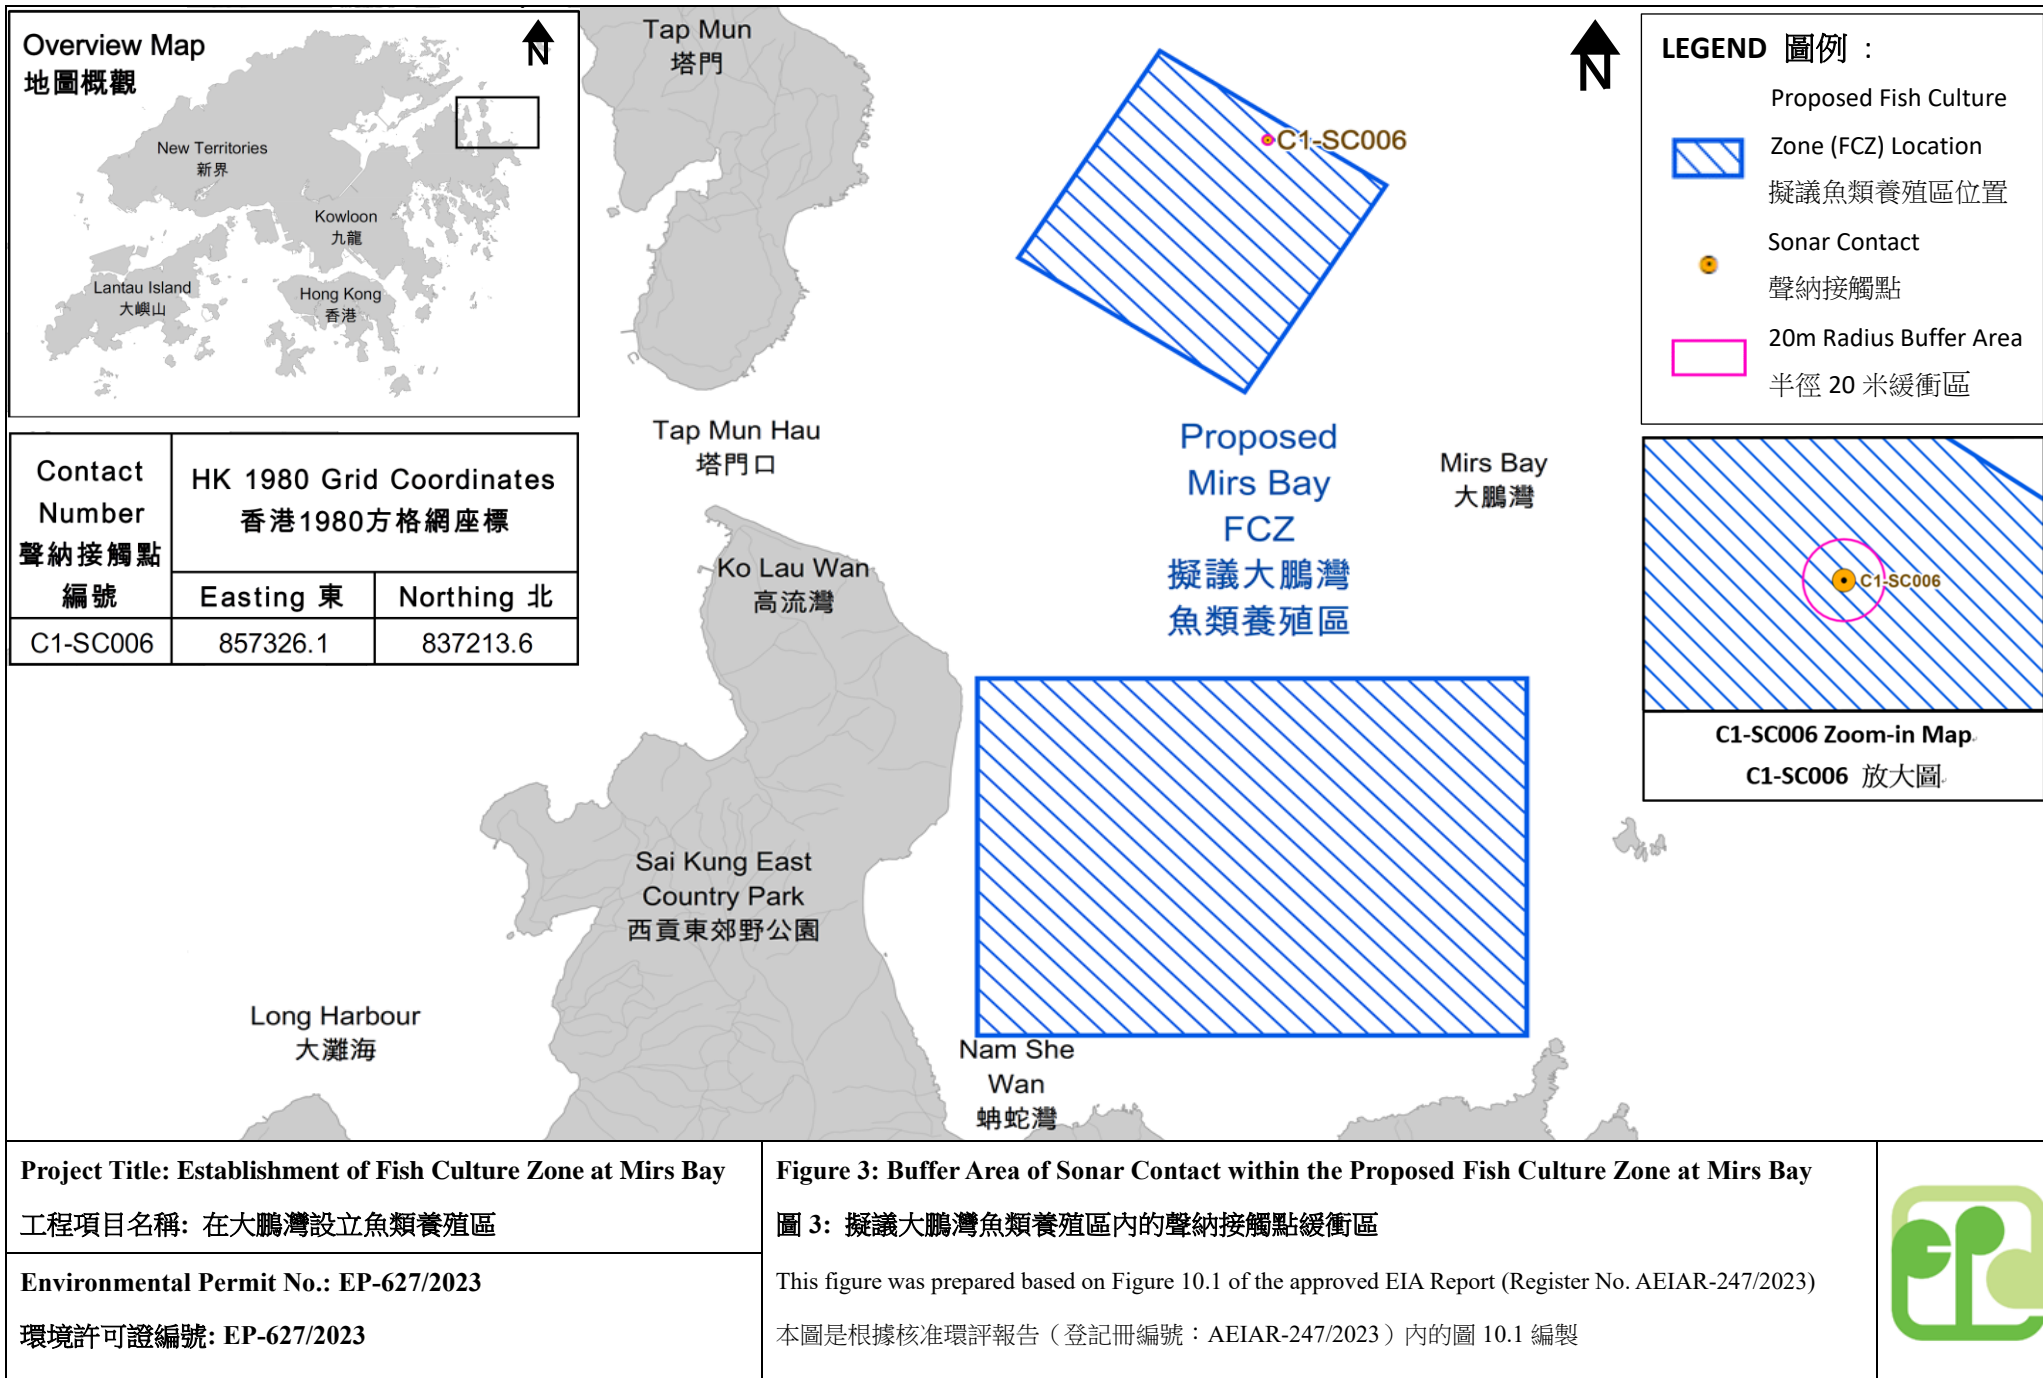 Overview Map
地圖概觀
N
New Territories
新界
Kowloon
九龍
Lantau Island
大嶼山
Hong Kong
香港
Contact
Number
聲納接觸點
編號
HK 1980 Grid Coordinates
香港1980方格網座標
Easting 東
Northing 北
C1-SC006
857326.1
837213.6
Tap Mun
塔門
Tap Mun Hau
塔門口
Ko Lau Wan
高流灣
Sai Kung East
Country Park
西貢東郊野公園
Long Harbour
大灘海
C1-SC006
Proposed
Mirs Bay
FCZ
擬議大鵬灣
魚類養殖區
Mirs Bay
大鵬灣
Nam She
Wan
蚺蛇灣
N
LEGEND 圖例 :
Proposed Fish Culture
Zone (FCZ) Location
擬議魚類養殖區位置
Sonar Contact
聲納接觸點
20m Radius Buffer Area
半徑 20 米緩衝區
C1-SC006
C1-SC006 Zoom-in Map
C1-SC006 放大圖
Project Title: Establishment of Fish Culture Zone at Mirs Bay
工程項目名稱: 在大鵬灣設立魚類養殖區
Environmental Permit No.: EP-627/2023
環境許可證編號: EP-627/2023
Figure 3: Buffer Area of Sonar Contact within the Proposed Fish Culture Zone at Mirs Bay
圖 3: 擬議大鵬灣魚類養殖區內的聲納接觸點緩衝區
This figure was prepared based on Figure 10.1 of the approved EIA Report (Register No. AEIAR-247/2023)
本圖是根據核准環評報告（登記冊編號：AEIAR-247/2023）內的圖 10.1 編製